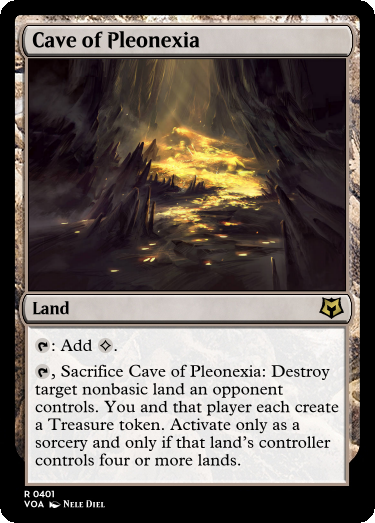 Cave of Pleonexia
Land
: Add .
, Sacrifice Cave of Pleonexia: Destroy
target nonbasic land an opponent
controls. You and that player each create
a Treasure token. Activate only as a
sorcery and only if that land's controller
controls four or more lands.
R 0401
VOA Nele Diel